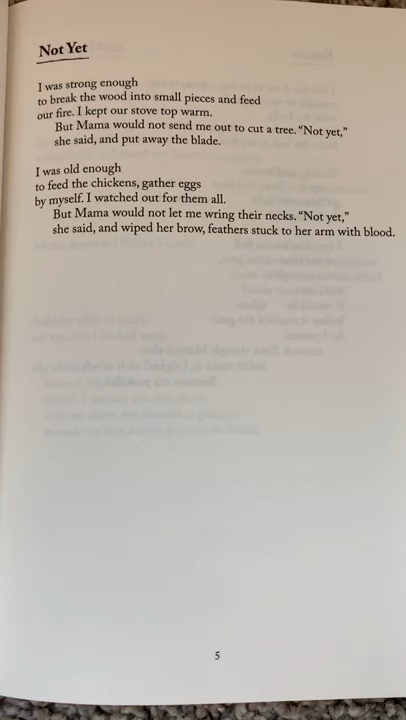 Not Yet
I was strong enough
to break the wood into small pieces and feed
our fire. I kept our stove top warm.
But Mama would not send me out to cut a tree. “Not yet,”
she said, and put away the blade.
I was old enough
to feed the chickens, gather eggs
by myself. I watched out for them all.
But Mama would not let me wring their necks. “Not yet,”
she said, and wiped her brow, feathers stuck to her arm with blood.
5